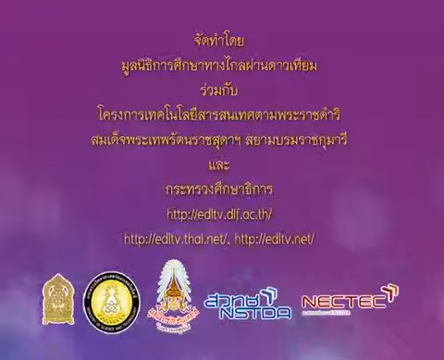 จัดทำโดย
มูลนิธิการศึกษาทางไกลผ่านดาวเทียม
ร่วมกับ
โครงการเทคโนโลยีสารสนเทศตามพระราชดำริ
สมเด็จพระเทพรัตนราชสุดาฯ สยามบรมราชกุมารี
และ
กระทรวงศึกษาธิการ
http://edltv.dlf.ac.th/
http://edltv.thai.net/, http://edltv.net/
สวทช
NSTDA
NECTEC